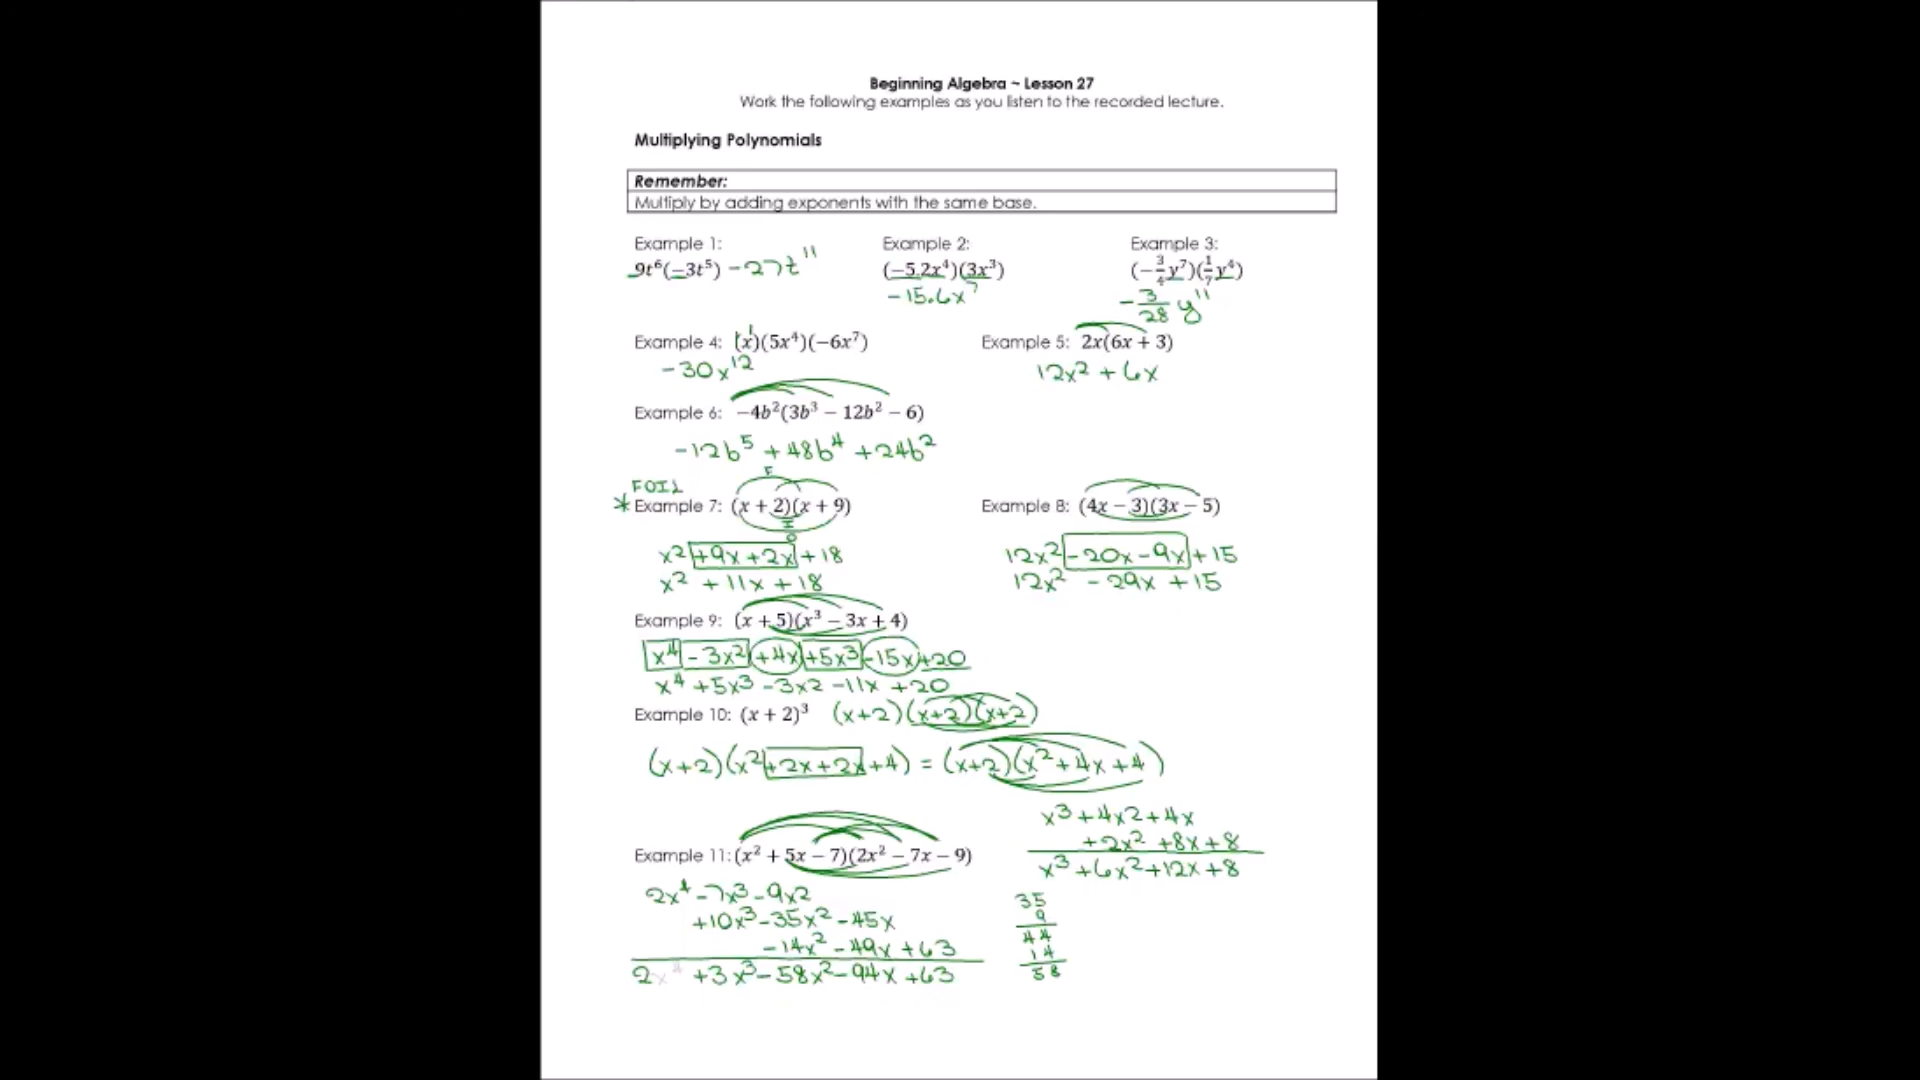 Beginning Algebra ~ Lesson 27
Work the following examples as you listen to the recorded lecture.
Multiplying Polynomials
Remember:
Multiply by adding exponents with the same base.
Example 1: Example 2: Example 3:
9t⁶(−3t⁵) -27t¹¹ (−5.2x⁴)(3x³) (−3/4 y⁷)(1/7 y⁴)
-15.6x⁷ -3/28 y¹¹
Example 4: (x¹)(5x⁴)(−6x⁷) Example 5: 2x(6x + 3)
-30x¹² 12x² + 6x
Example 6: −4b²(3b³ − 12b² − 6)
-12b⁵ +48b⁴ +24b²
F
FOIL
*Example 7: (x + 2)(x + 9) Example 8: (4x − 3)(3x − 5)
I
O
x² +9x +2x +18 12x² -20x -9x +15
x² +11x +18 12x² -29x +15
Example 9: (x + 5)(x³ − 3x + 4)
x⁴ -3x² +4x +5x³ -15x +20
x⁴ +5x³ -3x² -11x +20
Example 10: (x + 2)³ (x+2)(x+2)(x+2)
(x+2)(x²+2x+2x+4) = (x+2)(x²+4x+4)
x³+4x²+4x
+2x² +8x+8
x³+6x²+12x+8
Example 11: (x² + 5x − 7)(2x² − 7x − 9)
2x⁴ -7x³ -9x²
+10x³ -35x² -45x
-14x² -49x +63
2x⁴ +3x³ -58x² -94x +63
35
9
44
14
58